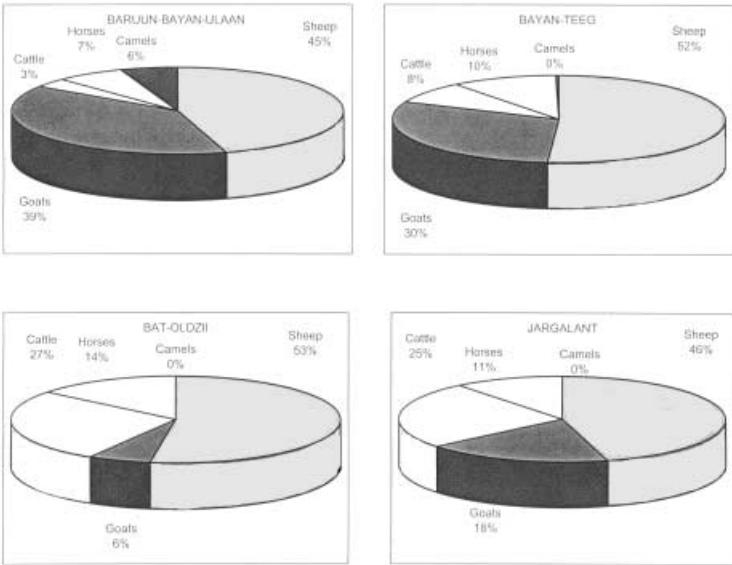 BARUUN-BAYAN-ULAAN
Horses
7%
Camels
6%
Sheep
45%
Cattle
3%
Goats
39%
BAYAN-TEEG
Sheep
52%
Horses
10%
Camels
0%
Cattle
8%
Goats
30%
BAT-OLDZII
Cattle
27%
Horses
14%
Camels
0%
Sheep
53%
Goats
6%
JARGALANT
Cattle
25%
Horses
11%
Camels
0%
Sheep
46%
Goats
18%